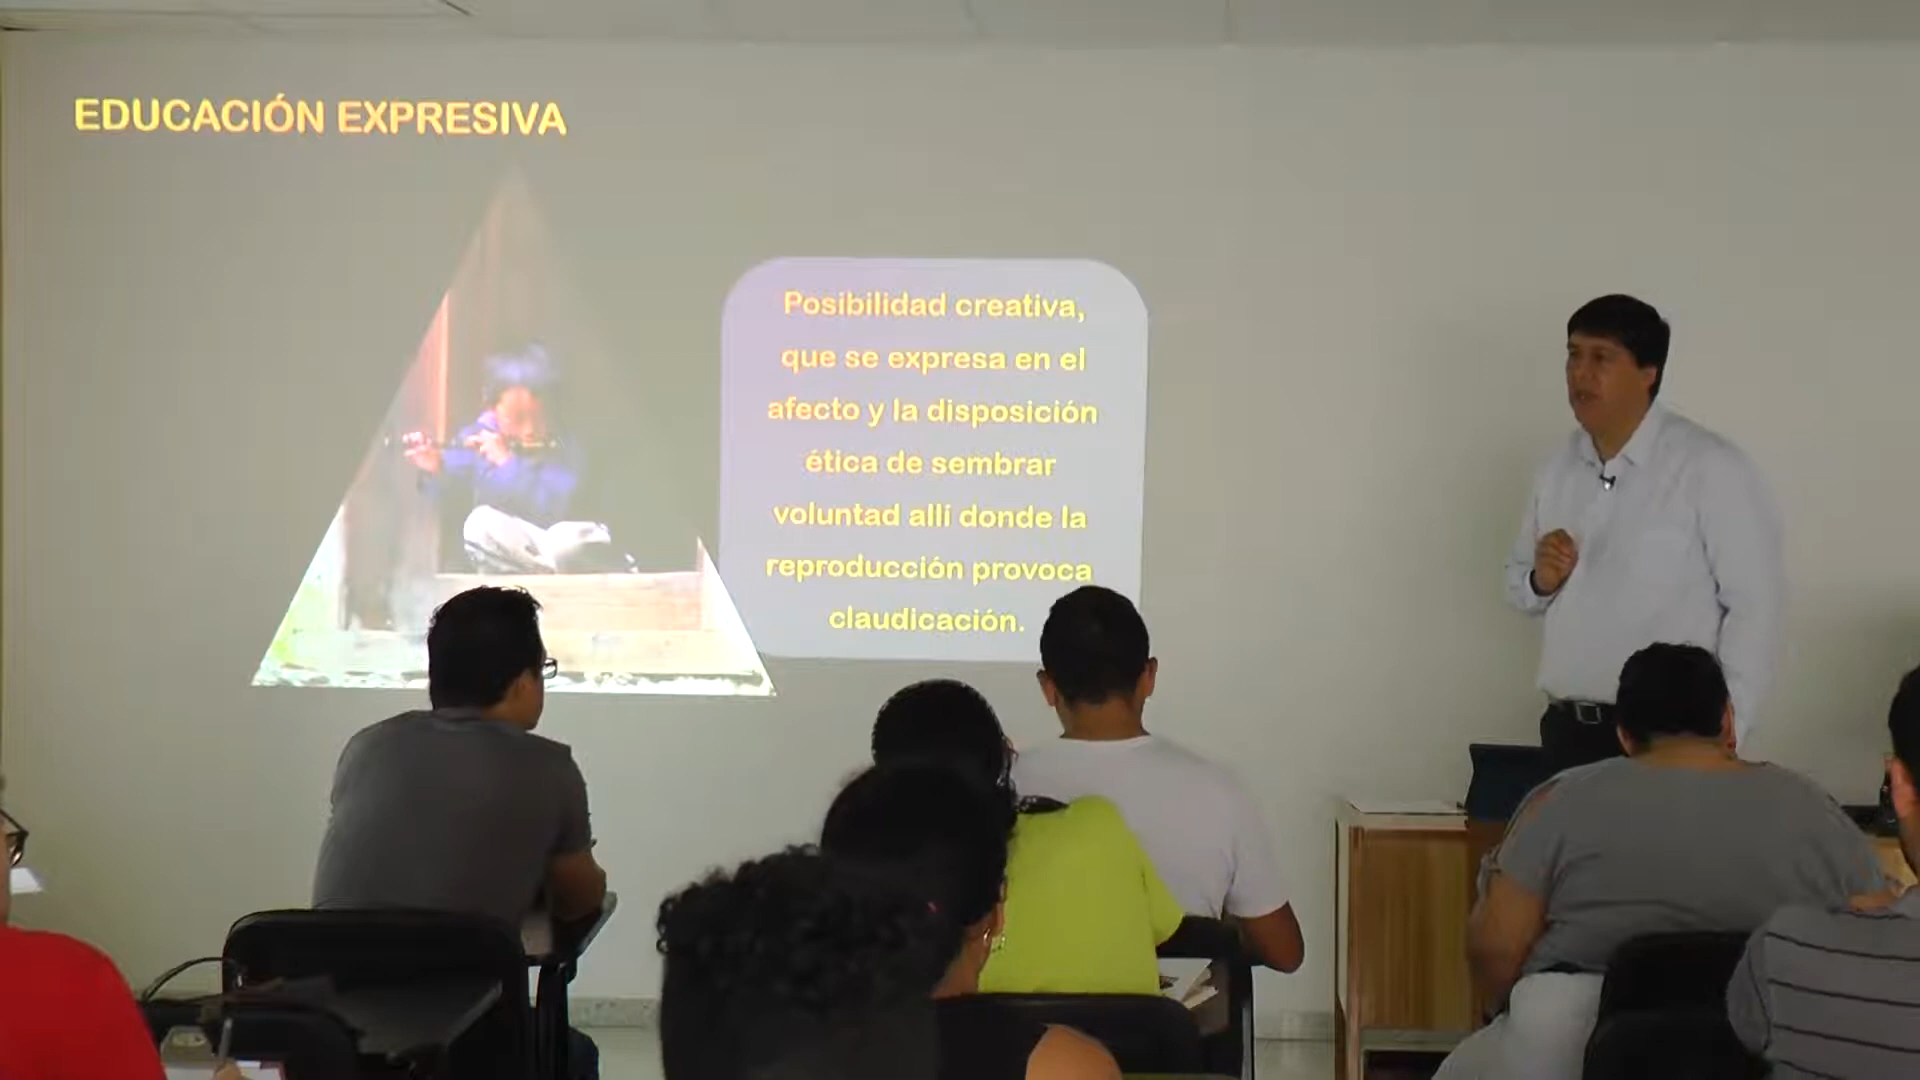 EDUCACIÓN EXPRESIVA
Posibilidad creativa,
que se expresa en el
afecto y la disposición
ética de sembrar
voluntad allí donde la
reproducción provoca
claudicación.